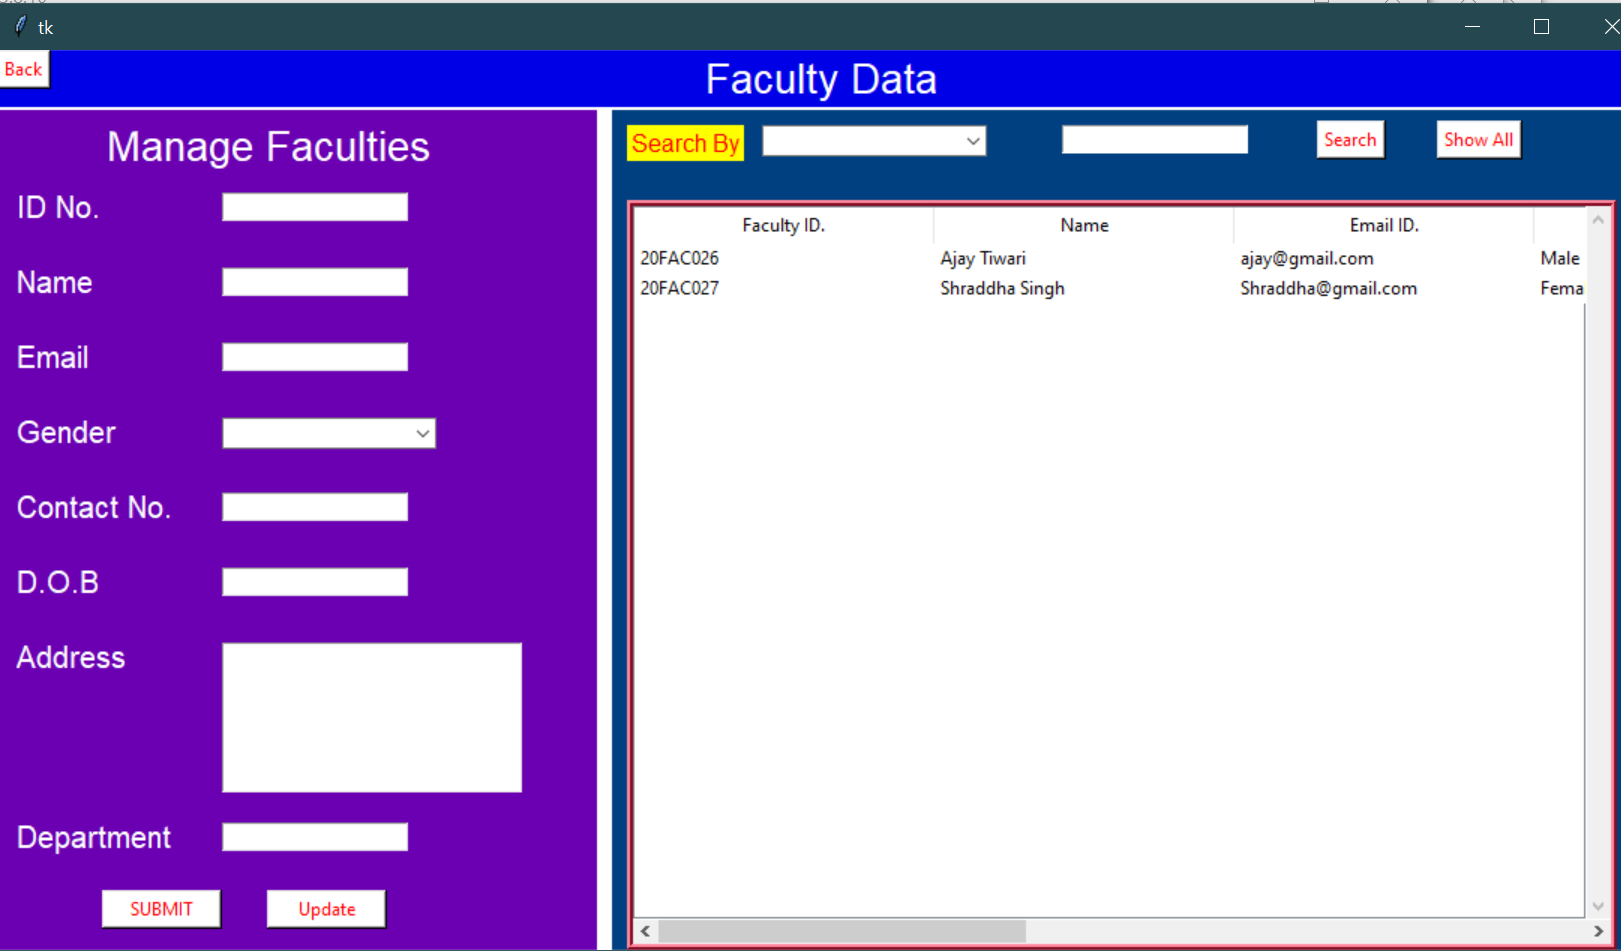 tk
Back
Faculty Data
Manage Faculties
ID No.
Name
Email
Gender
Contact No.
D.O.B
Address
Department
SUBMIT Update
Search By Search Show All
Faculty ID. Name Email ID.
20FAC026 Ajay Tiwari ajay@gmail.com Male
20FAC027 Shraddha Singh Shraddha@gmail.com Fema